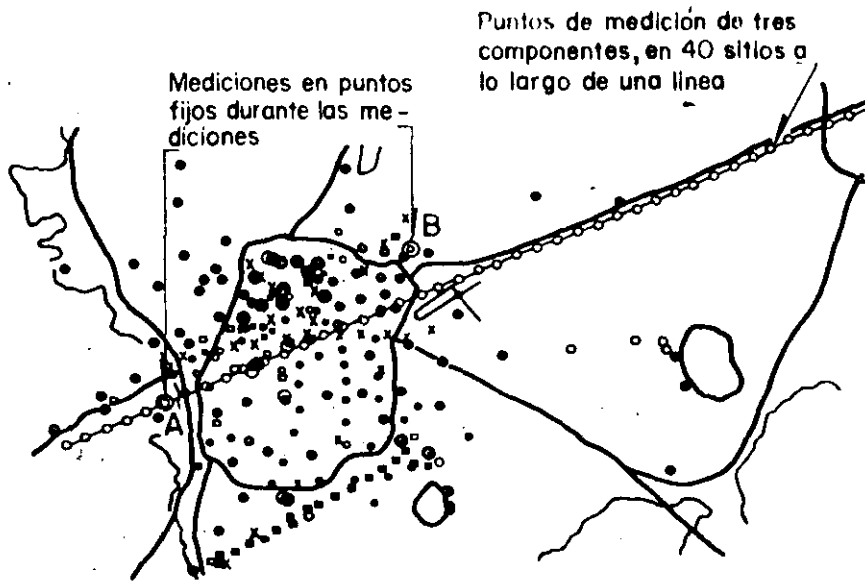 Puntos de medición de tres
componentes, en 40 sitios a
lo largo de una línea
Mediciones en puntos
fijos durante las me-
diciones
B
A